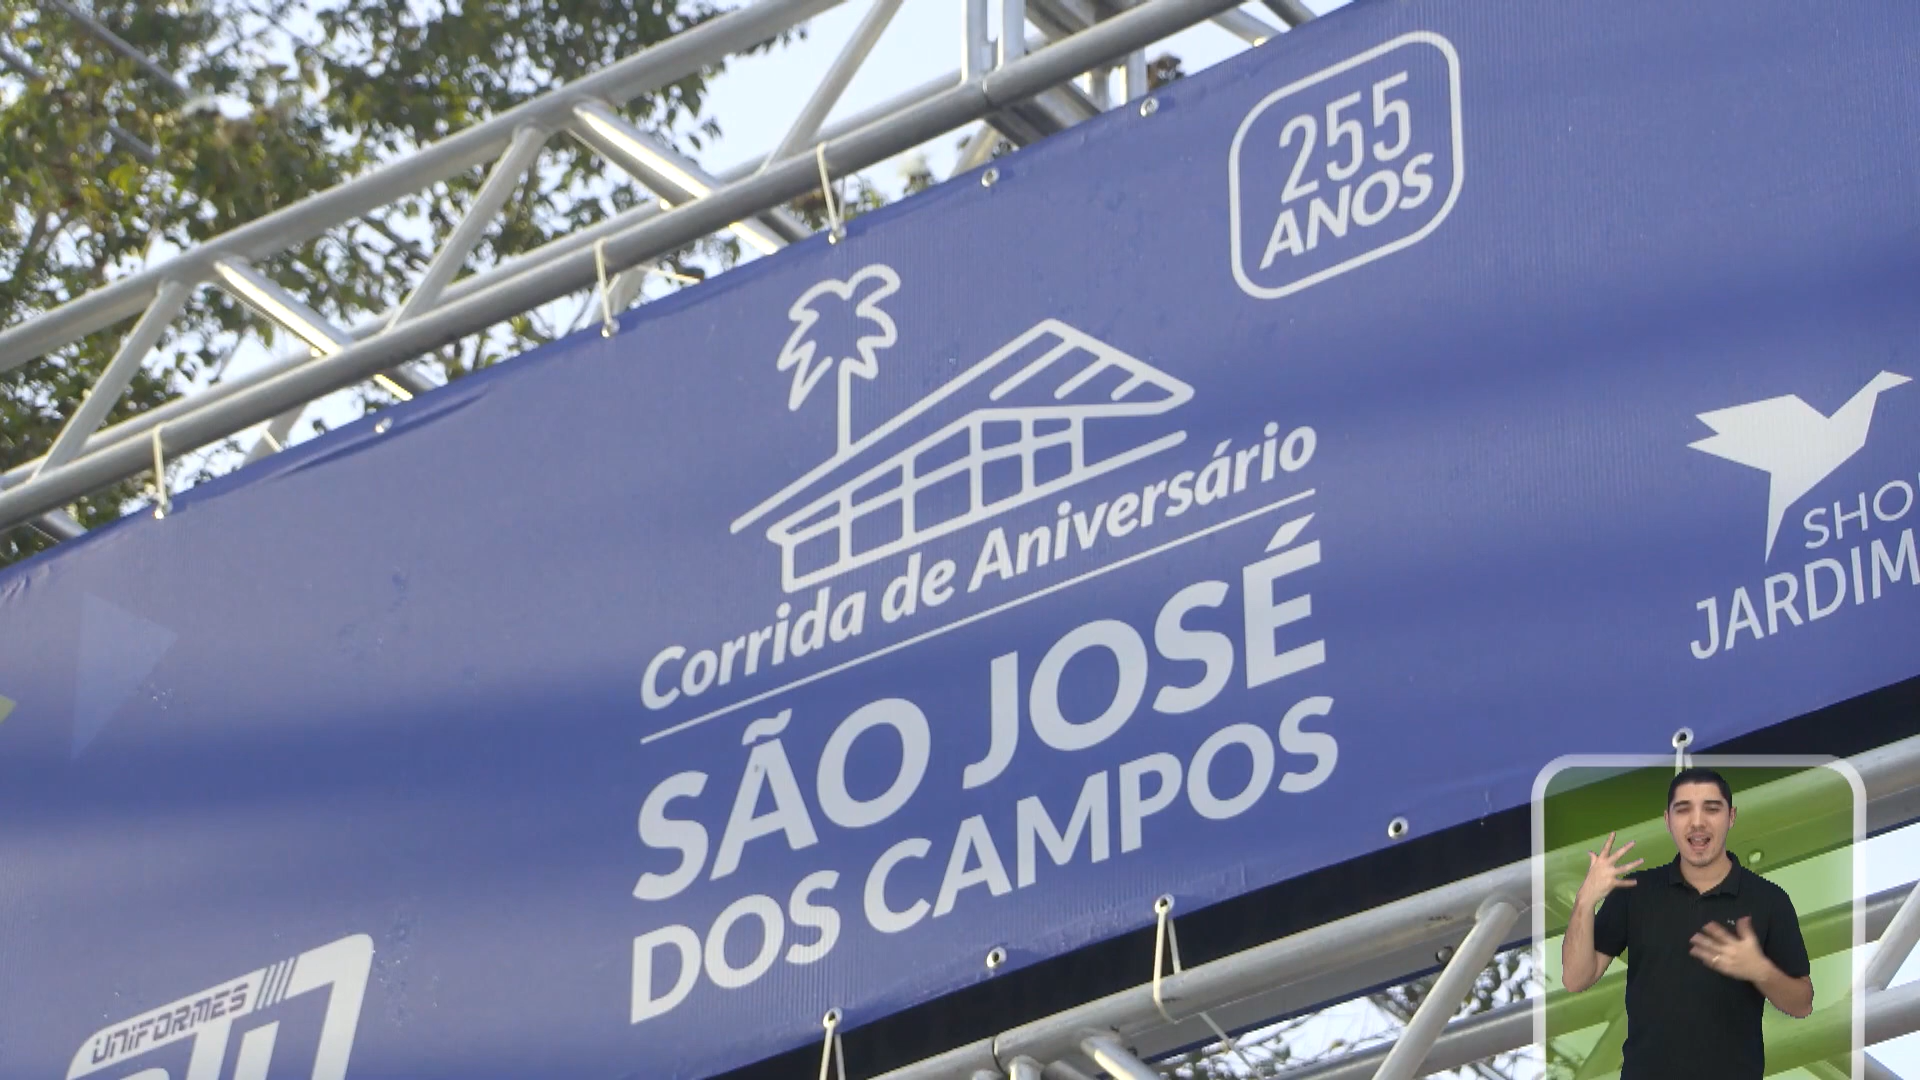 255
ANOS
Corrida de Aniversário
SÃO JOSÉ
DOS CAMPOS
JARDIM
UNIFORMES